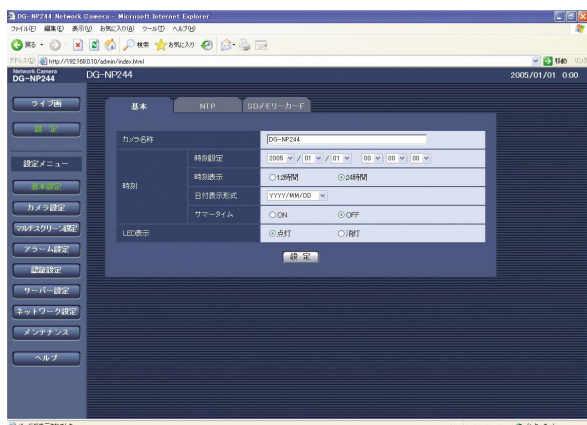 DG-NP244 Network Camera - Microsoft Internet Explorer
ファイル(F) 編集(E) 表示(V) お気に入り(A) ツール(T) ヘルプ(H)
戻る 検索 お気に入り
アドレス(D) http://192.168.0.10/admin/index.html 移動 リンク
Network Camera
DG-NP244
DG-NP244
2005/01/01 0:00
ライブ画
設 定
設定メニュー
基本設定
カメラ設定
マルチスクリーン設定
アラーム設定
認証設定
サーバー設定
ネットワーク設定
メンテナンス
ヘルプ
基本 NTP SDメモリーカード
カメラ名称 DG-NP244
時刻
時刻設定 2005 / 01 / 01 00 : 00 : 00
時刻表示 12時間 24時間
日付表示形式 YYYY/MM/DD
サマータイム ON OFF
LED表示 点灯 消灯
設 定